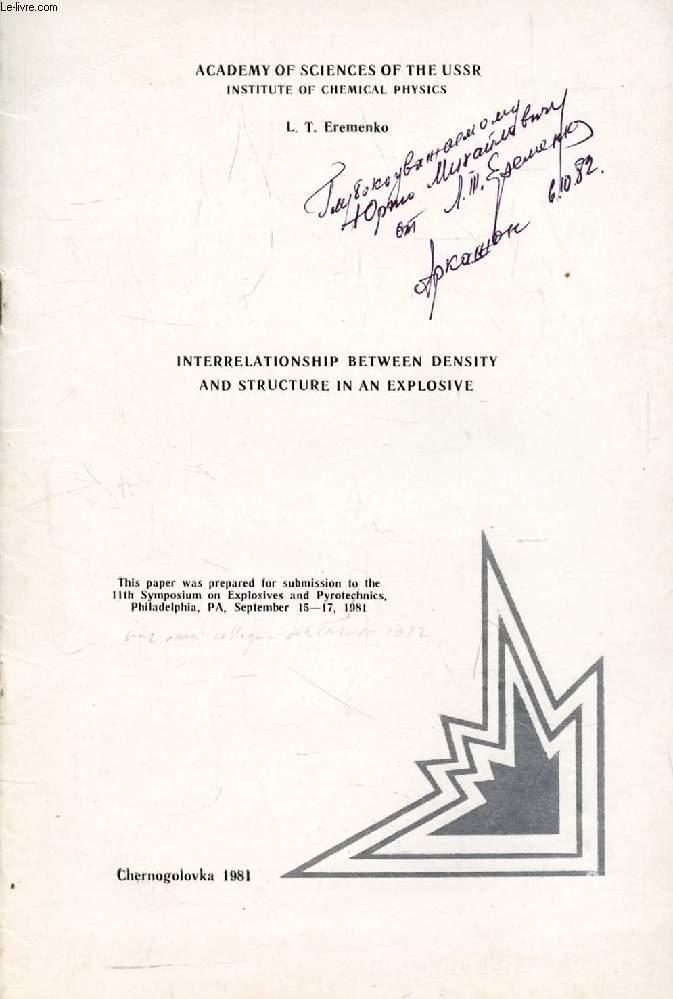 Le-livre.com
ACADEMY OF SCIENCES OF THE USSR
INSTITUTE OF CHEMICAL PHYSICS
L. T. Eremenko
Глубокоуважаемому
Юрию Михайловичу
от Л.Т. Еременко
Аркашон 6.10.82.
INTERRELATIONSHIP BETWEEN DENSITY
AND STRUCTURE IN AN EXPLOSIVE
This paper was prepared for submission to the
11th Symposium on Explosives and Pyrotechnics,
Philadelphia, PA, September 15—17, 1981
Chernogolovka 1981